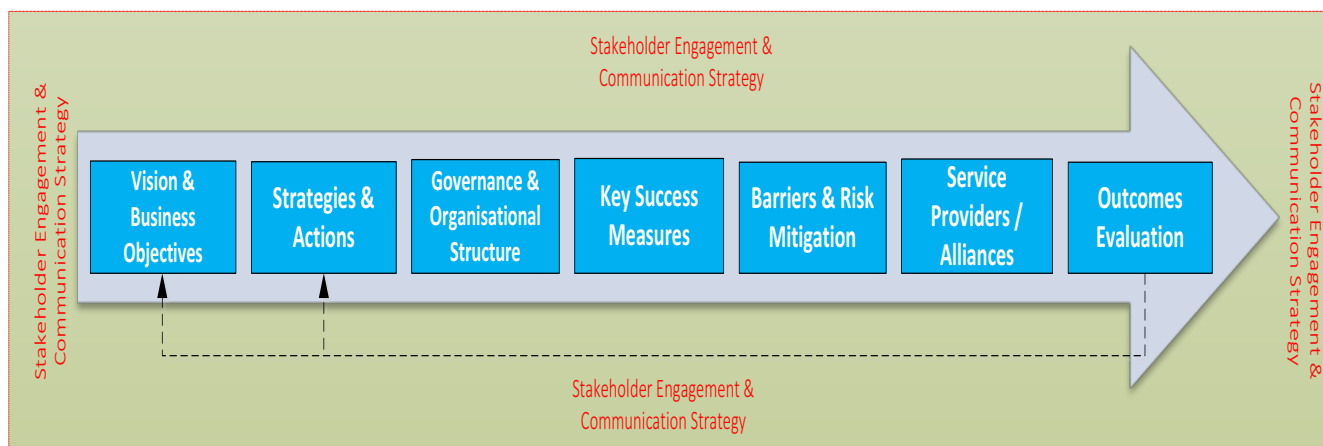 Stakeholder Engagement &
Communication Strategy
Stakeholder Engagement &
Communication Strategy
Vision &
Business
Objectives
Strategies &
Actions
Governance &
Organisational
Structure
Key Success
Measures
Barriers & Risk
Mitigation
Service
Providers /
Alliances
Outcomes
Evaluation
Stakeholder Engagement &
Communication Strategy
Stakeholder Engagement &
Communication Strategy